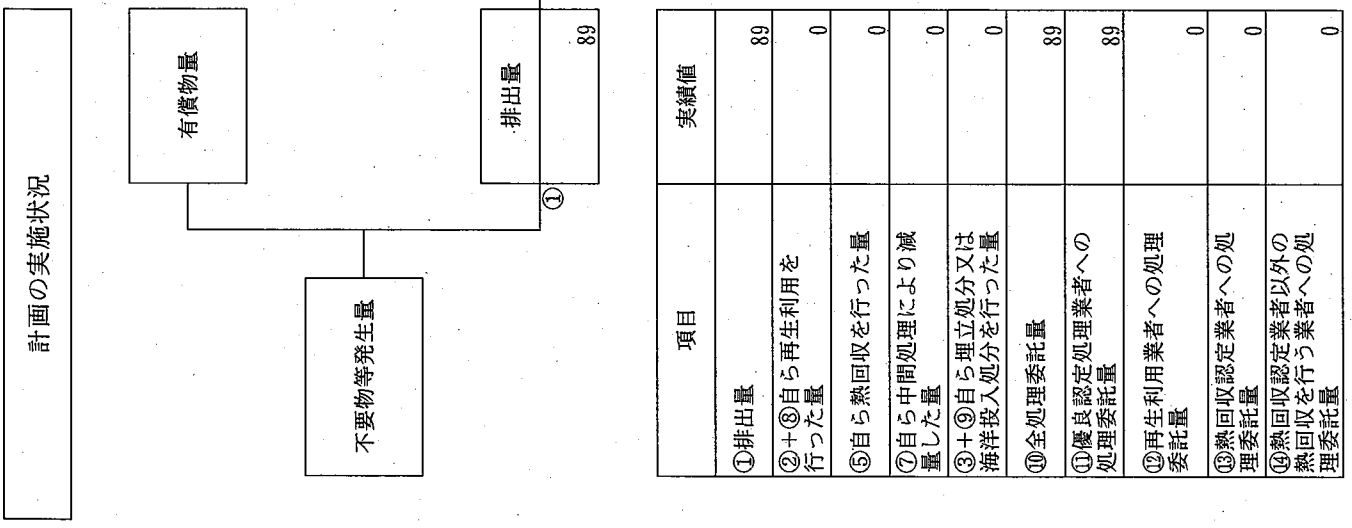 計画の実施状況
有償物量
不要物等発生量
排出量
89
①
項目
実績値
①排出量
89
②+⑧自ら再生利用を
行った量
0
⑤自ら熱回収を行った量
0
⑦自ら中間処理により減
量した量
0
③+⑨自ら埋立処分又は
海洋投入処分を行った量
0
⑩全処理委託量
89
⑪優良認定処理業者への
処理委託量
89
⑫再生利用業者への処理
委託量
0
⑬熱回収認定業者への処
理委託量
0
⑭熱回収認定業者以外の
熱回収を行う業者への処
理委託量
0